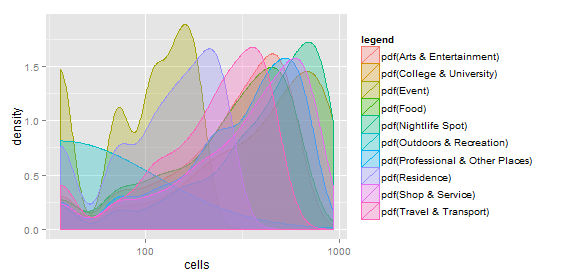 legend
pdf(Arts & Entertainment)
pdf(College & University)
pdf(Event)
pdf(Food)
pdf(Nightlife Spot)
pdf(Outdoors & Recreation)
pdf(Professional & Other Places)
pdf(Residence)
pdf(Shop & Service)
pdf(Travel & Transport)
density
1.5
1.0
0.5
0.0
100
1000
cells